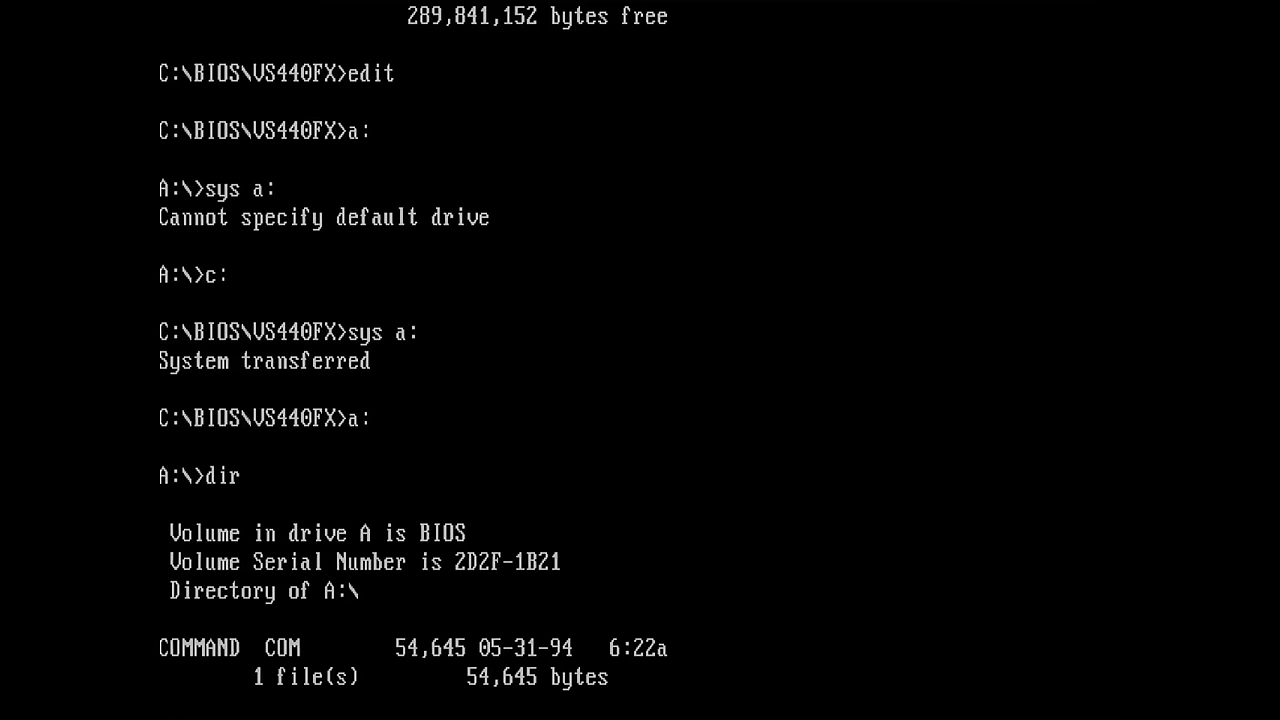 289,841,152 bytes free
C:\BIOS\VS440FX>edit
C:\BIOS\VS440FX>a:
A:\>sys a:
Cannot specify default drive
A:\>c:
C:\BIOS\VS440FX>sys a:
System transferred
C:\BIOS\VS440FX>a:
A:\>dir
Volume in drive A is BIOS
Volume Serial Number is 2D2F-1B21
Directory of A:\
COMMAND  COM        54,645 05-31-94   6:22a
1 file(s)         54,645 bytes